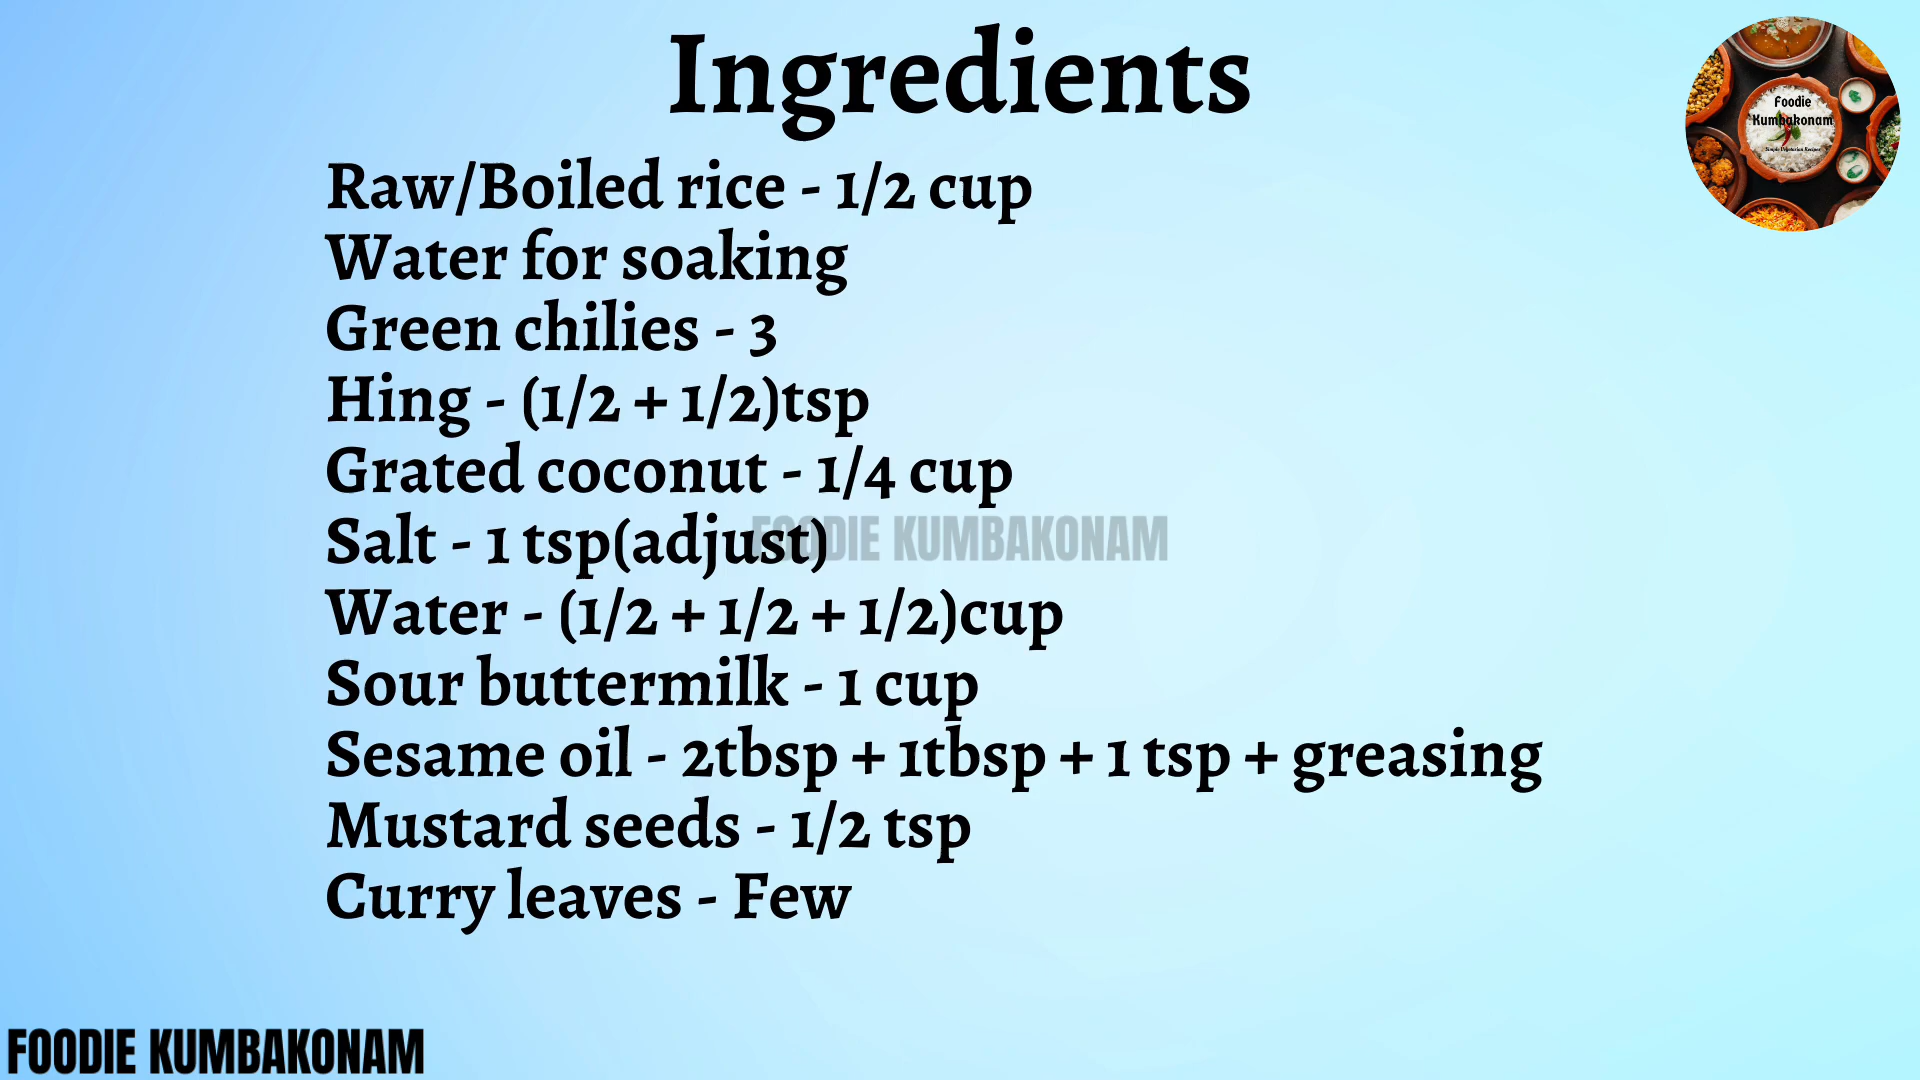 Ingredients
Foodie
Kumbakonam
Simple Vegetarian Recipes
Raw/Boiled rice - 1/2 cup
Water for soaking
Green chilies - 3
Hing - (1/2 + 1/2)tsp
Grated coconut - 1/4 cup
Salt - 1 tsp(adjust)
FOODIE KUMBAKONAM
Water - (1/2 + 1/2 + 1/2)cup
Sour buttermilk - 1 cup
Sesame oil - 2tbsp + 1tbsp + 1 tsp + greasing
Mustard seeds - 1/2 tsp
Curry leaves - Few
FOODIE KUMBAKONAM